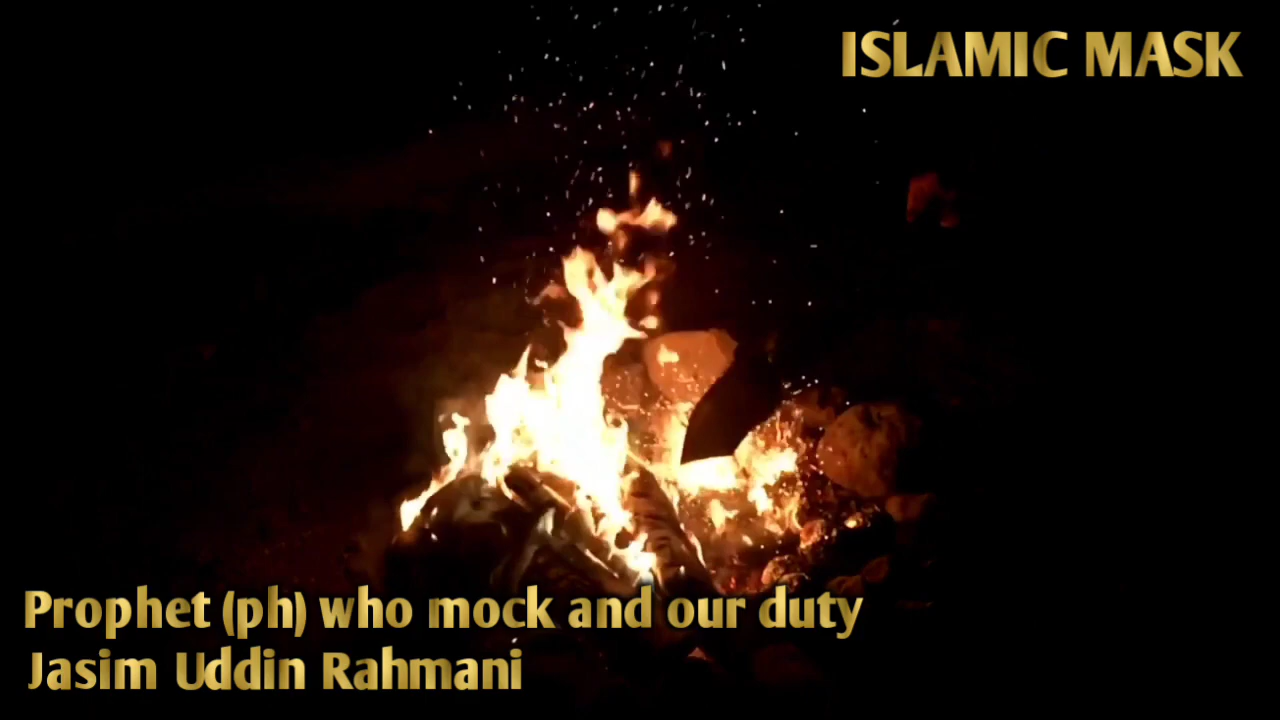 ISLAMIC MASK
Prophet (ph) who mock and our duty
Jasim Uddin Rahmani